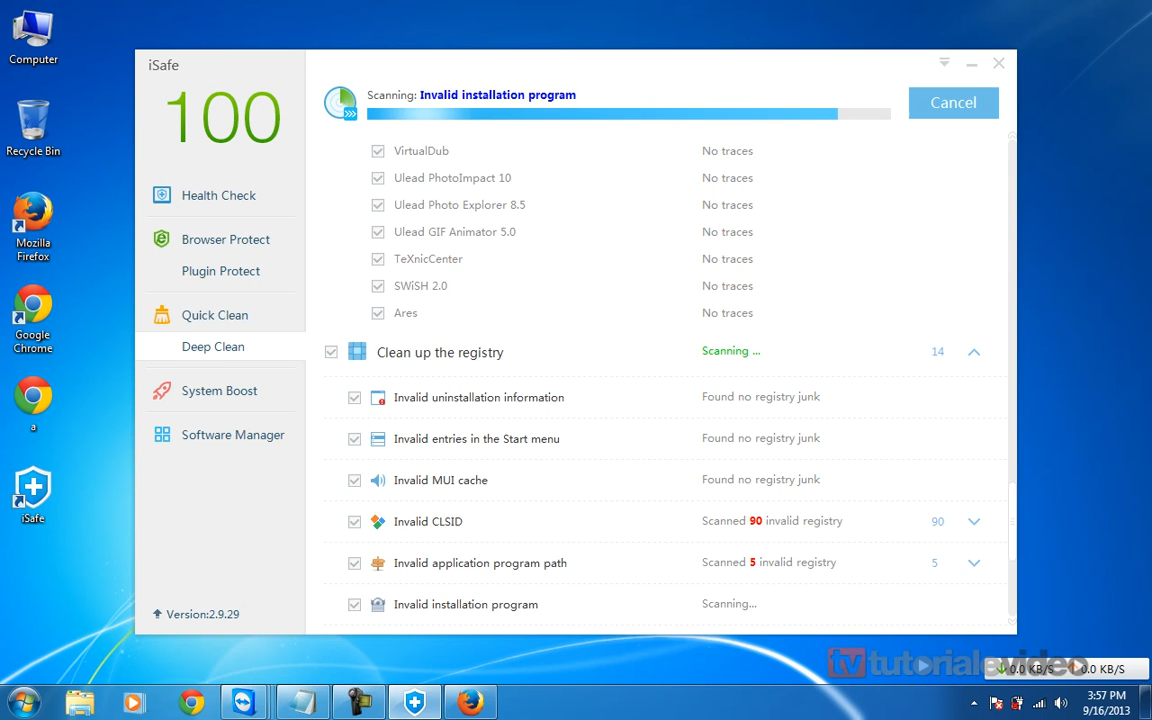 Computer
Recycle Bin
Mozilla
Firefox
Google
Chrome
a
iSafe
iSafe
100
Health Check
Browser Protect
Plugin Protect
Quick Clean
Deep Clean
System Boost
Software Manager
Version:2.9.29
Scanning: Invalid installation program
Cancel
VirtualDub No traces
Ulead PhotoImpact 10 No traces
Ulead Photo Explorer 8.5 No traces
Ulead GIF Animator 5.0 No traces
TeXnicCenter No traces
SWiSH 2.0 No traces
Ares No traces
Clean up the registry Scanning ... 14
Invalid uninstallation information Found no registry junk
Invalid entries in the Start menu Found no registry junk
Invalid MUI cache Found no registry junk
Invalid CLSID Scanned 90 invalid registry 90
Invalid application program path Scanned 5 invalid registry 5
Invalid installation program Scanning...
tv tutorialevideo
0.0 KB/S 0.0 KB/S
3:57 PM
9/16/2013